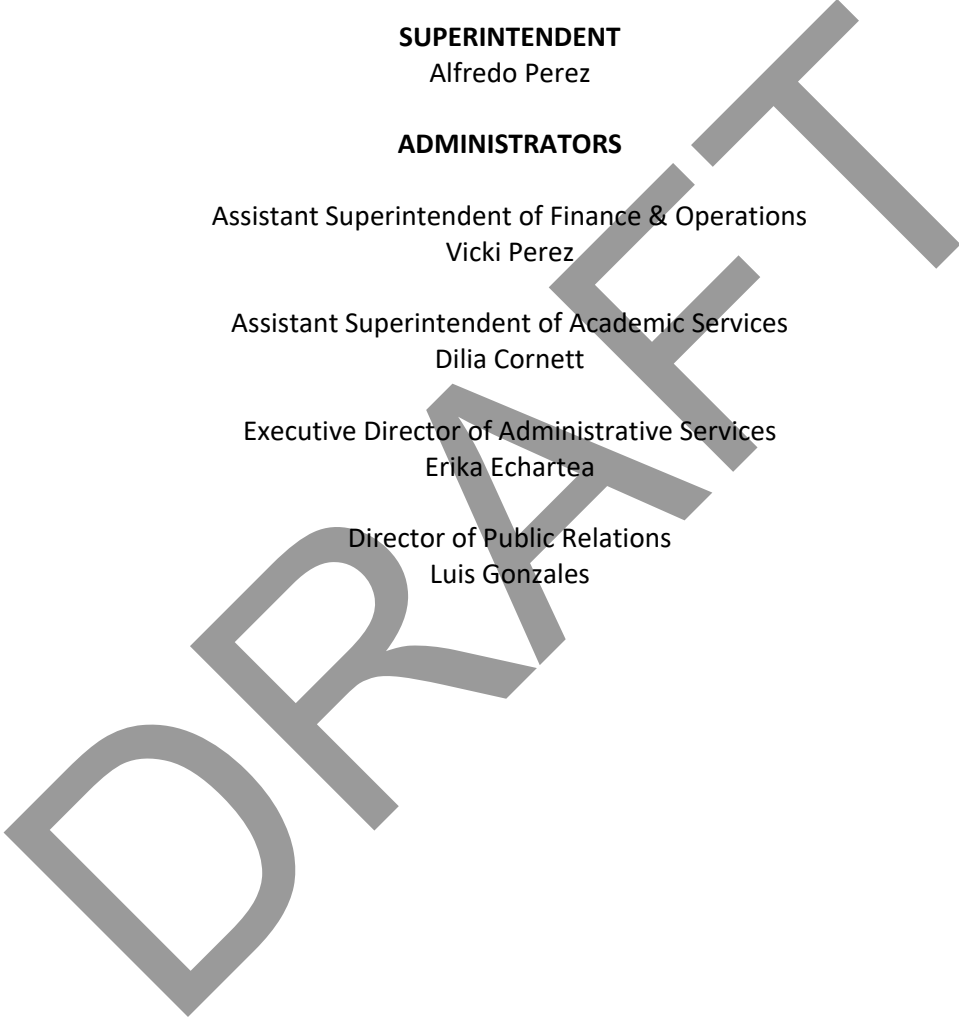 SUPERINTENDENT
Alfredo Perez
ADMINISTRATORS
Assistant Superintendent of Finance & Operations
Vicki Perez
Assistant Superintendent of Academic Services
Dilia Cornett
Executive Director of Administrative Services
Erika Echartea
Director of Public Relations
Luis Gonzales
DRAFT